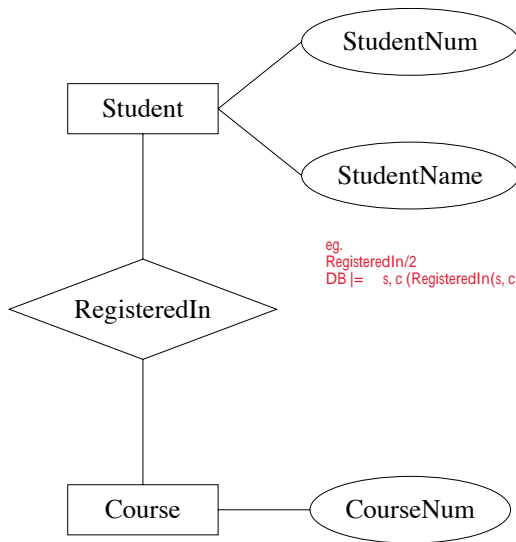 StudentNum
Student
StudentName
eg.
RegisteredIn/2
DB |= s, c (RegisteredIn(s, c
RegisteredIn
Course
CourseNum